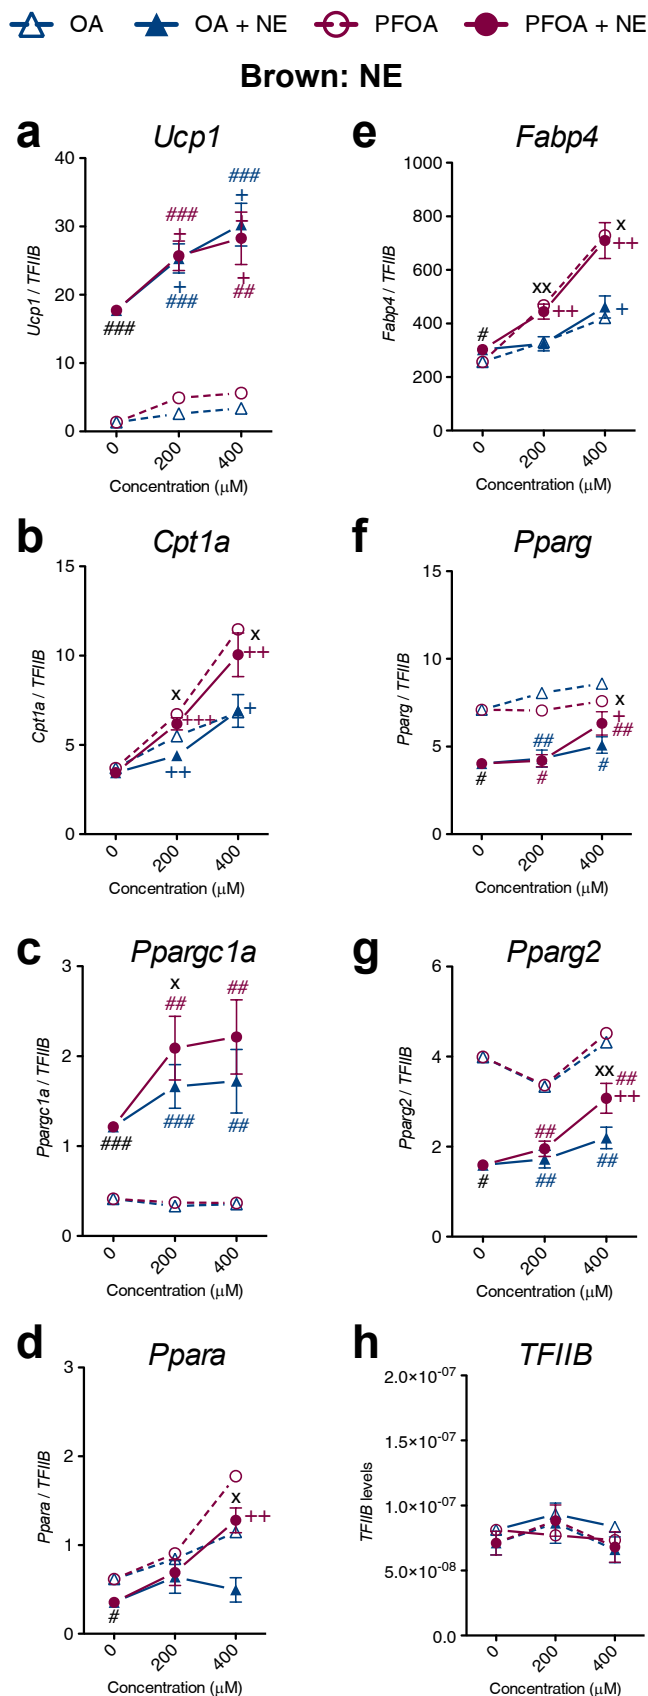 OA OA + NE PFOA PFOA + NE
Brown: NE
a Ucp1
40
30
20
10
0
Ucp1 / TFIIB
###
+
###
+
+
###
+
##
###
0 200 400
Concentration (μM)
b Cpt1a
15
10
5
0
Cpt1a / TFIIB
x
x
++
+++
+
++
0 200 400
Concentration (μM)
c Ppargc1a
3
2
1
0
Ppargc1a / TFIIB
x
##
##
###
###
##
0 200 400
Concentration (μM)
d Ppara
3
2
1
0
Ppara / TFIIB
x
++
#
0 200 400
Concentration (μM)
e Fabp4
1000
800
600
400
200
0
Fabp4 / TFIIB
x
++
xx
++
+
#
0 200 400
Concentration (μM)
f Pparg
15
10
5
0
Pparg / TFIIB
x
+
##
##
#
#
#
0 200 400
Concentration (μM)
g Pparg2
6
4
2
0
Pparg2 / TFIIB
xx
##
++
##
##
##
#
0 200 400
Concentration (μM)
h TFIIB
2.0×10-07
1.5×10-07
1.0×10-07
5.0×10-08
0.0
TFIIB levels
0 200 400
Concentration (μM)